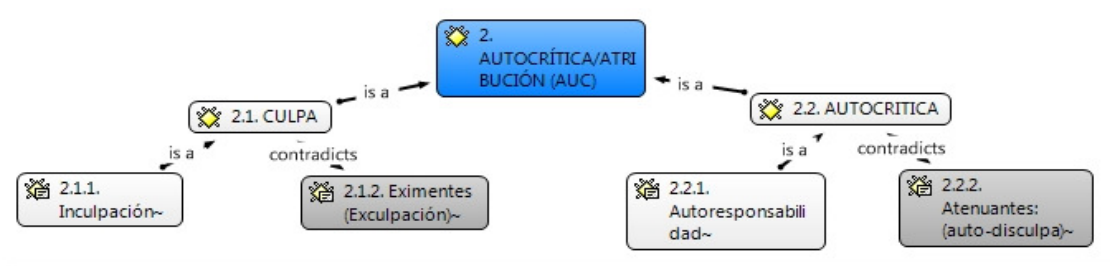 2.
AUTOCRÍTICA/ATRI
BUCIÓN (AUC)
is a
is a
2.1. CULPA
2.2. AUTOCRITICA
is a
contradicts
is a
contradicts
2.1.1.
Inculpación~
2.1.2. Eximentes
(Exculpación)~
2.2.1.
Autoresponsabili
dad~
2.2.2.
Atenuantes:
(auto-disculpa)~